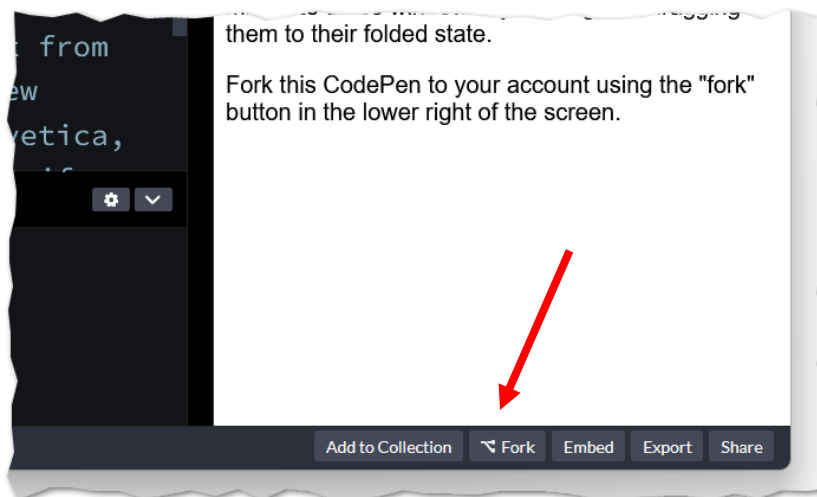 from
ew
vetica,
them to their folded state.
Fork this CodePen to your account using the "fork"
button in the lower right of the screen.
Add to Collection Fork Embed Export Share